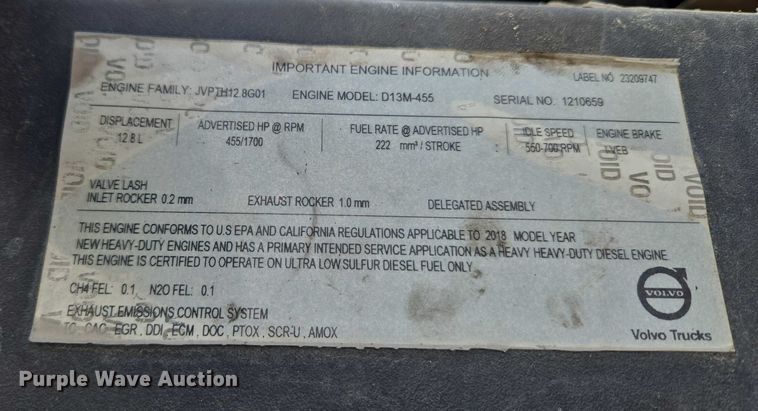 IMPORTANT ENGINE INFORMATION
LABEL NO 23209747
ENGINE FAMILY: JVPTH12.8G01 ENGINE MODEL: D13M-455 SERIAL NO. 1210659
DISPLACEMENT ADVERTISED HP @ RPM FUEL RATE @ ADVERTISED HP IDLE SPEED ENGINE BRAKE
12.8 L 455/1700 222 mm³ / STROKE 550-700 RPM I-VEB
VALVE LASH
INLET ROCKER 0.2 mm EXHAUST ROCKER 1.0 mm DELEGATED ASSEMBLY
THIS ENGINE CONFORMS TO U.S EPA AND CALIFORNIA REGULATIONS APPLICABLE TO 2018 MODEL YEAR
NEW HEAVY-DUTY ENGINES AND HAS A PRIMARY INTENDED SERVICE APPLICATION AS A HEAVY HEAVY-DUTY DIESEL ENGINE
THIS ENGINE IS CERTIFIED TO OPERATE ON ULTRA LOW SULFUR DIESEL FUEL ONLY.
CH4 FEL: 0.1, N2O FEL: 0.1
EXHAUST EMISSIONS CONTROL SYSTEM
TC, CAC, EGR, DDI, ECM, DOC, PTOX, SCR-U, AMOX
VOLVO
Volvo Trucks
VOID
VOID
VOID
VOID
Purple Wave Auction